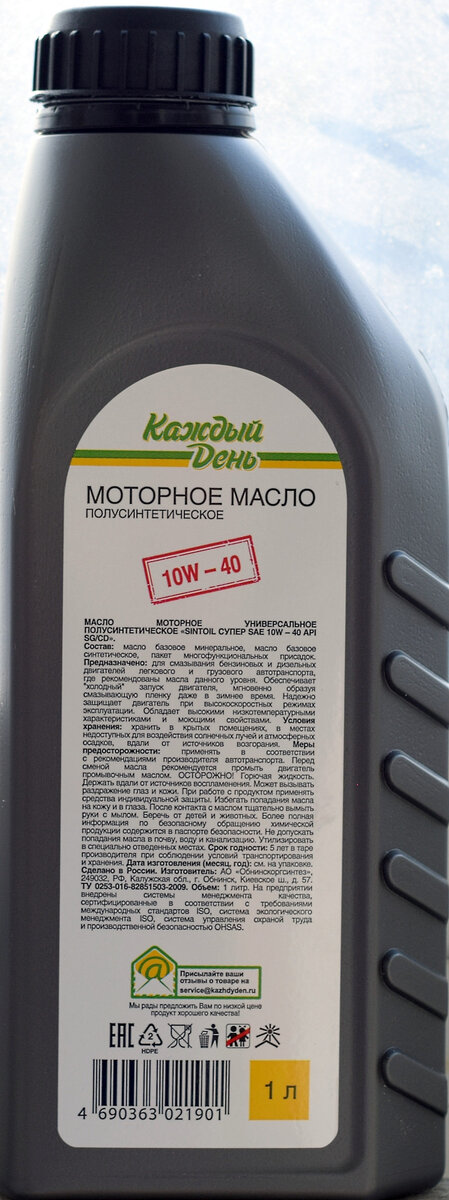 Каждый
День
МОТОРНОЕ МАСЛО
ПОЛУСИНТЕТИЧЕСКОЕ
10W – 40
МАСЛО МОТОРНОЕ УНИВЕРСАЛЬНОЕ
ПОЛУСИНТЕТИЧЕСКОЕ «SINTOIL СУПЕР SAE 10W – 40 API
SG/CD».
Состав: масло базовое минеральное, масло базовое
синтетическое, пакет многофункциональных присадок.
Предназначено: для смазывания бензиновых и дизельных
двигателей легкового и грузового автотранспорта,
где рекомендованы масла данного уровня. Обеспечивает
"холодный" запуск двигателя, мгновенно образуя
смазывающую пленку даже в зимнее время. Надежно
защищает двигатель при высокоскоростных режимах
эксплуатации. Обладает высокими низкотемпературными
характеристиками и моющими свойствами. Условия
хранения: хранить в крытых помещениях, в местах
недоступных для воздействия солнечных лучей и атмосферных
осадков, вдали от источников возгорания. Меры
предосторожности: применять в соответствии
с рекомендациями производителя автотранспорта. Перед
сменой масла рекомендуется промыть двигатель
промывочным маслом. ОСТОРОЖНО! Горючая жидкость.
Держать вдали от источников воспламенения. Может вызывать
раздражение глаз и кожи. При работе с продуктом применять
средства индивидуальной защиты. Избегать попадания масла
на кожу и в глаза. После контакта с маслом тщательно вымыть
руки с мылом. Беречь от детей и животных. Более полная
информация по безопасному обращению химической
продукции содержится в паспорте безопасности. Не допускать
попадания масла в почву, воду и канализацию. Утилизировать
в специально отведенных местах. Срок годности: 5 лет в таре
производителя при соблюдении условий транспортирования
и хранения. Дата изготовления (месяц, год): см. на упаковке.
Сделано в России. Изготовитель: АО «Обнинскоргсинтез»,
249032, РФ, Калужская обл., г. Обнинск, Киевское ш., д. 57.
ТУ 0253-016-82851503-2009. Объем: 1 литр. На предприятии
внедрены системы менеджмента качества,
сертифицированные в соответствии с требованиями
международных стандартов ISO, система экологического
менеджмента ISO, система управления охраной труда
и производственной безопасностью OHSAS.
@
Присылайте ваши
отзывы о товаре на
service@kazhdyden.ru
Мы рады предложить Вам по низкой цене
продукт хорошего качества!
EAC
2
HDPE
4 690363 021901
1 л